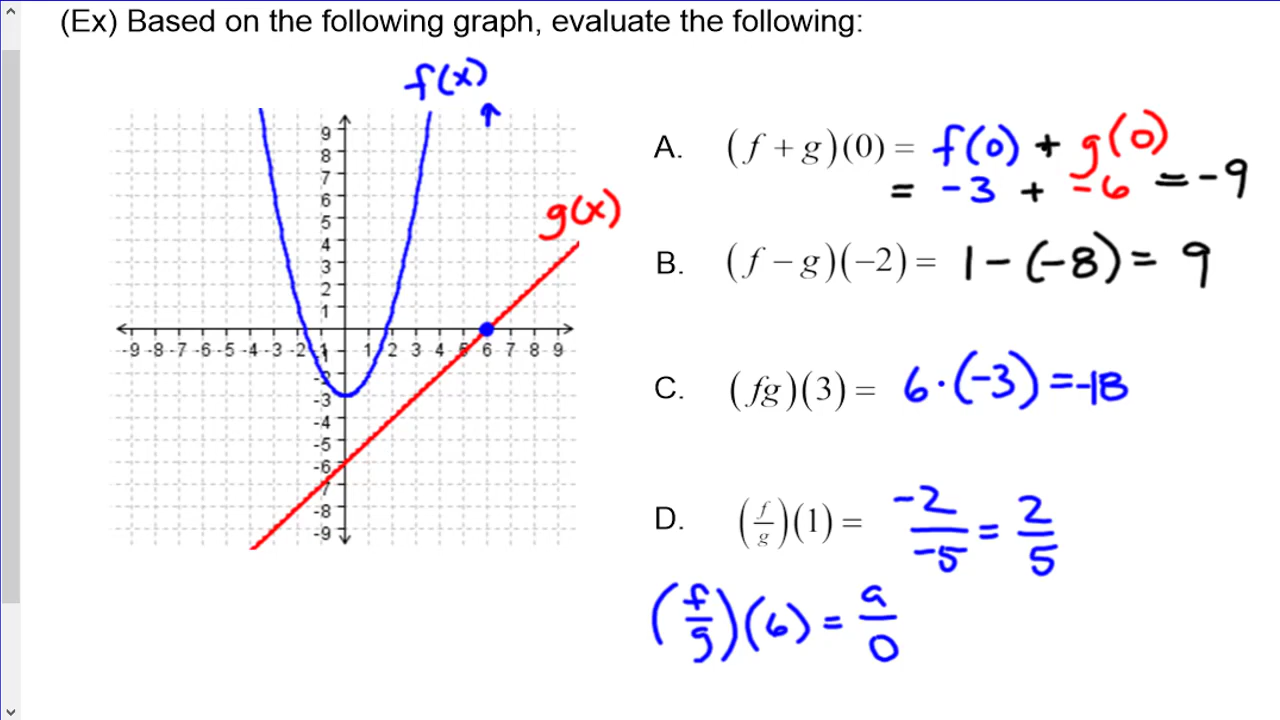 (Ex) Based on the following graph, evaluate the following:
f(x)
g(x)
9
8
7
6
5
4
3
2
1
-9 -8 -7 -6 -5 -4 -3 -2 -1 1 2 3 4 5 6 7 8 9
-2
-3
-4
-5
-6
-7
-8
-9
A. (f + g)(0) = f(0) + g(0)
= -3 + -6 = -9
B. (f − g)(−2) = 1 - (-8) = 9
C. (fg)(3) = 6·(-3) = -18
D. (f/g)(1) = -2/-5 = 2/5
(f/g)(6) = a/0